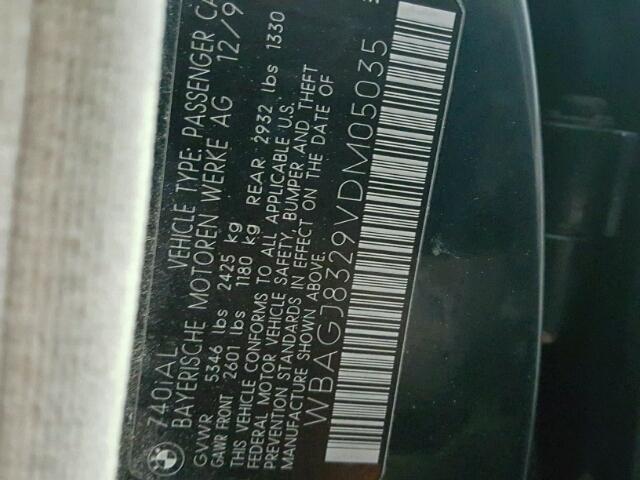 740iAL VEHICLE TYPE: PASSENGER CA
BAYERISCHE MOTOREN WERKE AG 12/9
GVWR 5346 lbs 2425 kg
GAWR FRONT 2601 lbs 1180 kg REAR 2932 lbs 1330
THIS VEHICLE CONFORMS TO ALL APPLICABLE U.S.
FEDERAL MOTOR VEHICLE SAFETY, BUMPER AND THEFT
PREVENTION STANDARDS IN EFFECT ON THE DATE OF
MANUFACTURE SHOWN ABOVE.
WBAGJ8329VDM05035